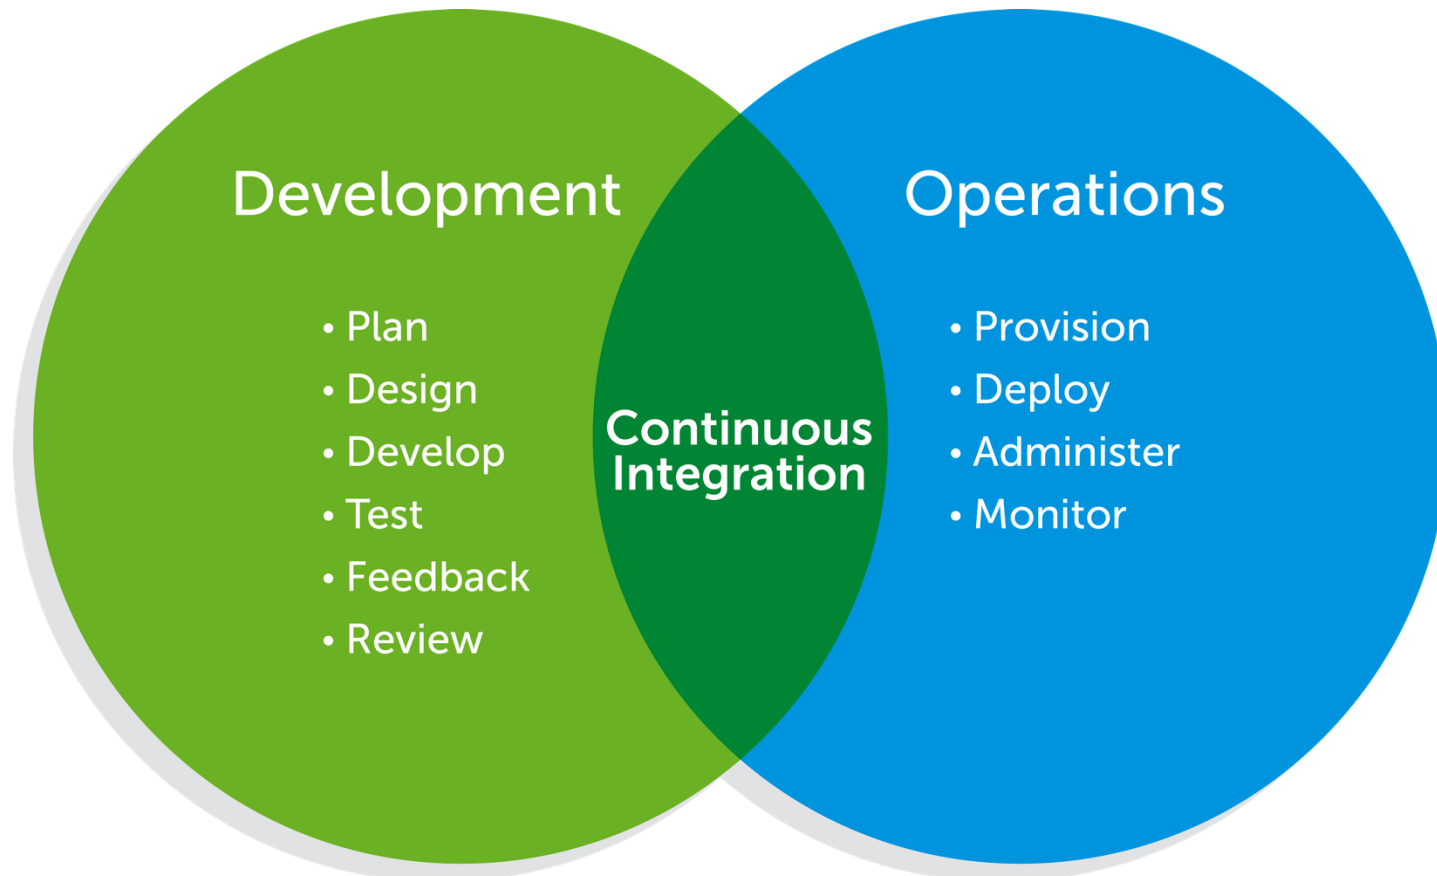 Development
• Plan
• Design
• Develop
• Test
• Feedback
• Review
Continuous
Integration
Operations
• Provision
• Deploy
• Administer
• Monitor